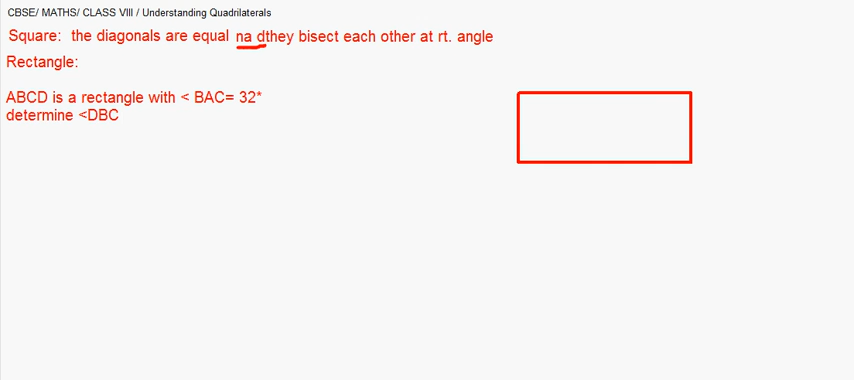 CBSE/ MATHS/ CLASS VIII / Understanding Quadrilaterals
Square: the diagonals are equal na dthey bisect each other at rt. angle
Rectangle:
ABCD is a rectangle with < BAC= 32*
determine <DBC